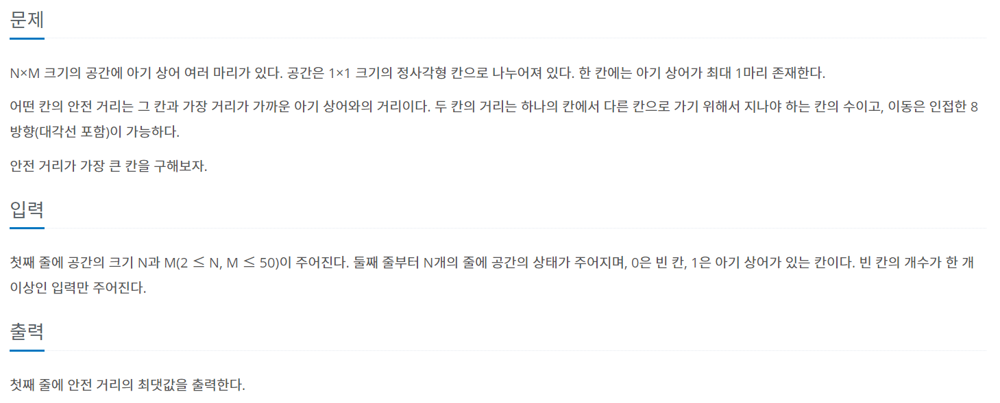 문제
N×M 크기의 공간에 아기 상어 여러 마리가 있다. 공간은 1×1 크기의 정사각형 칸으로 나누어져 있다. 한 칸에는 아기 상어가 최대 1마리 존재한다.
어떤 칸의 안전 거리는 그 칸과 가장 거리가 가까운 아기 상어와의 거리이다. 두 칸의 거리는 하나의 칸에서 다른 칸으로 가기 위해서 지나야 하는 칸의 수이고, 이동은 인접한 8
방향(대각선 포함)이 가능하다.
안전 거리가 가장 큰 칸을 구해보자.
입력
첫째 줄에 공간의 크기 N과 M(2 ≤ N, M ≤ 50)이 주어진다. 둘째 줄부터 N개의 줄에 공간의 상태가 주어지며, 0은 빈 칸, 1은 아기 상어가 있는 칸이다. 빈 칸의 개수가 한 개
이상인 입력만 주어진다.
출력
첫째 줄에 안전 거리의 최댓값을 출력한다.